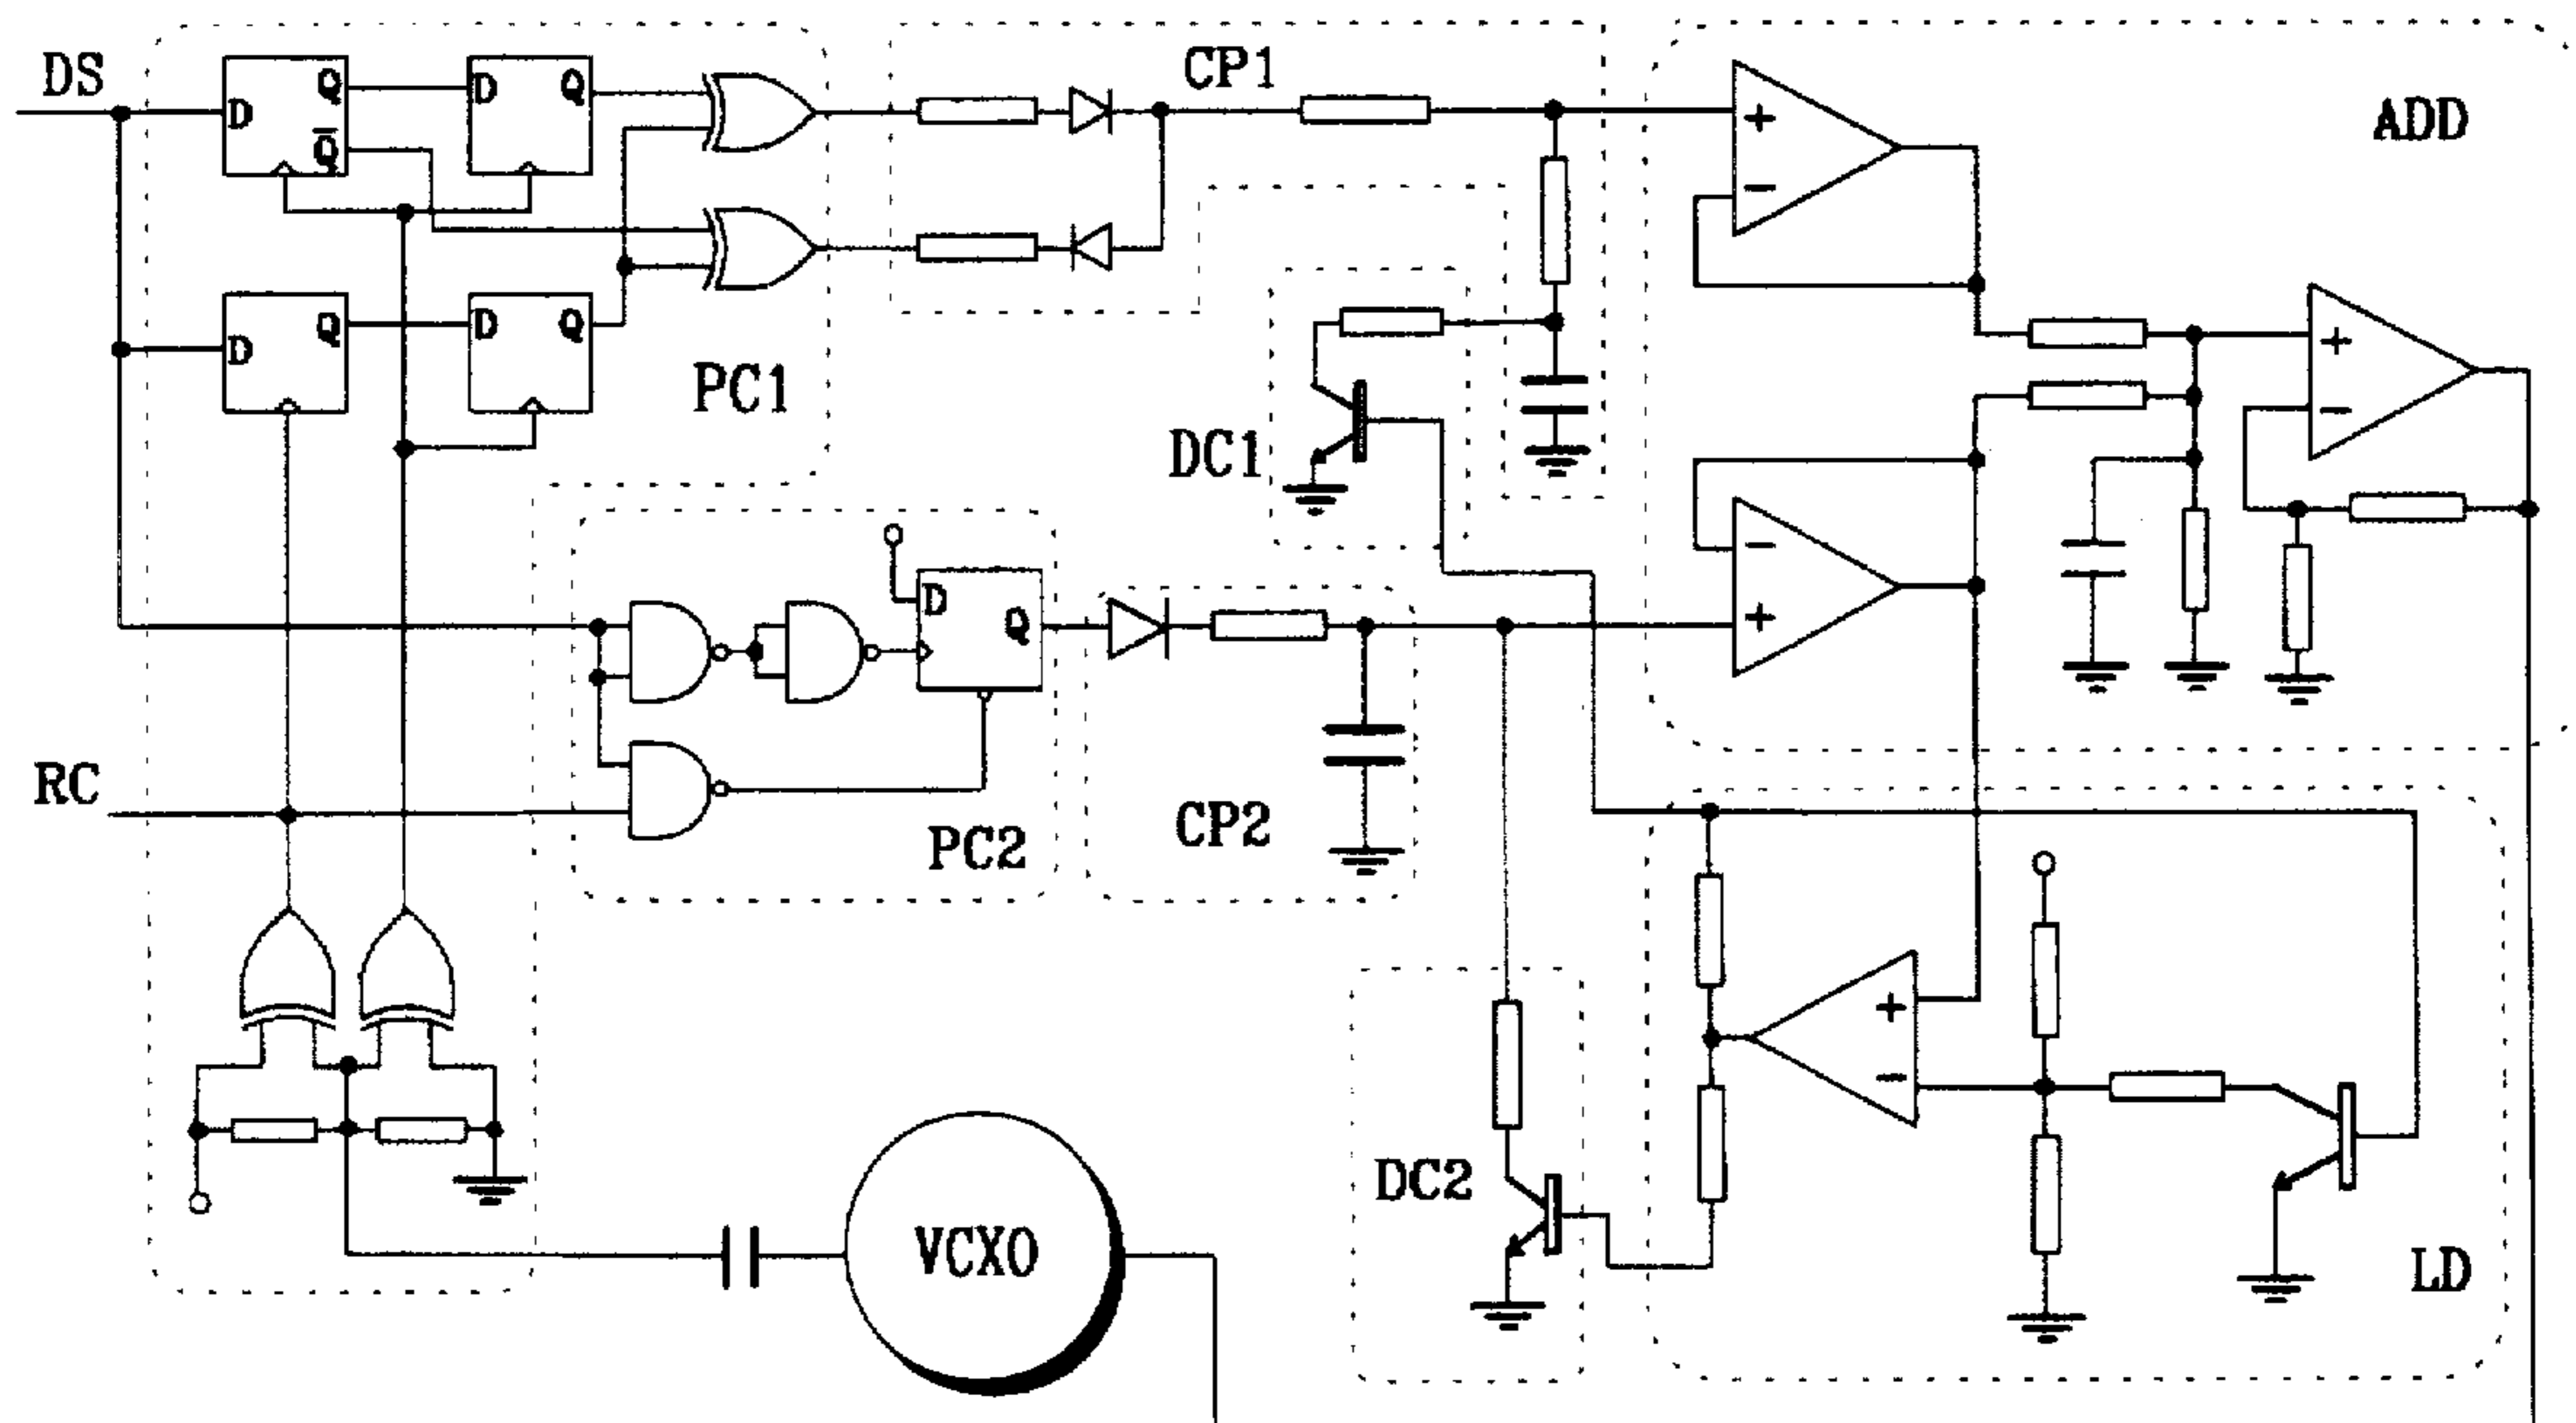 DS
D
Q
Q̅
D
Q
CP1
+
−
ADD
D
Q
D
Q
PC1
DC1
+
−
D
Q
−
+
RC
PC2
CP2
+
−
DC2
VCXO
LD